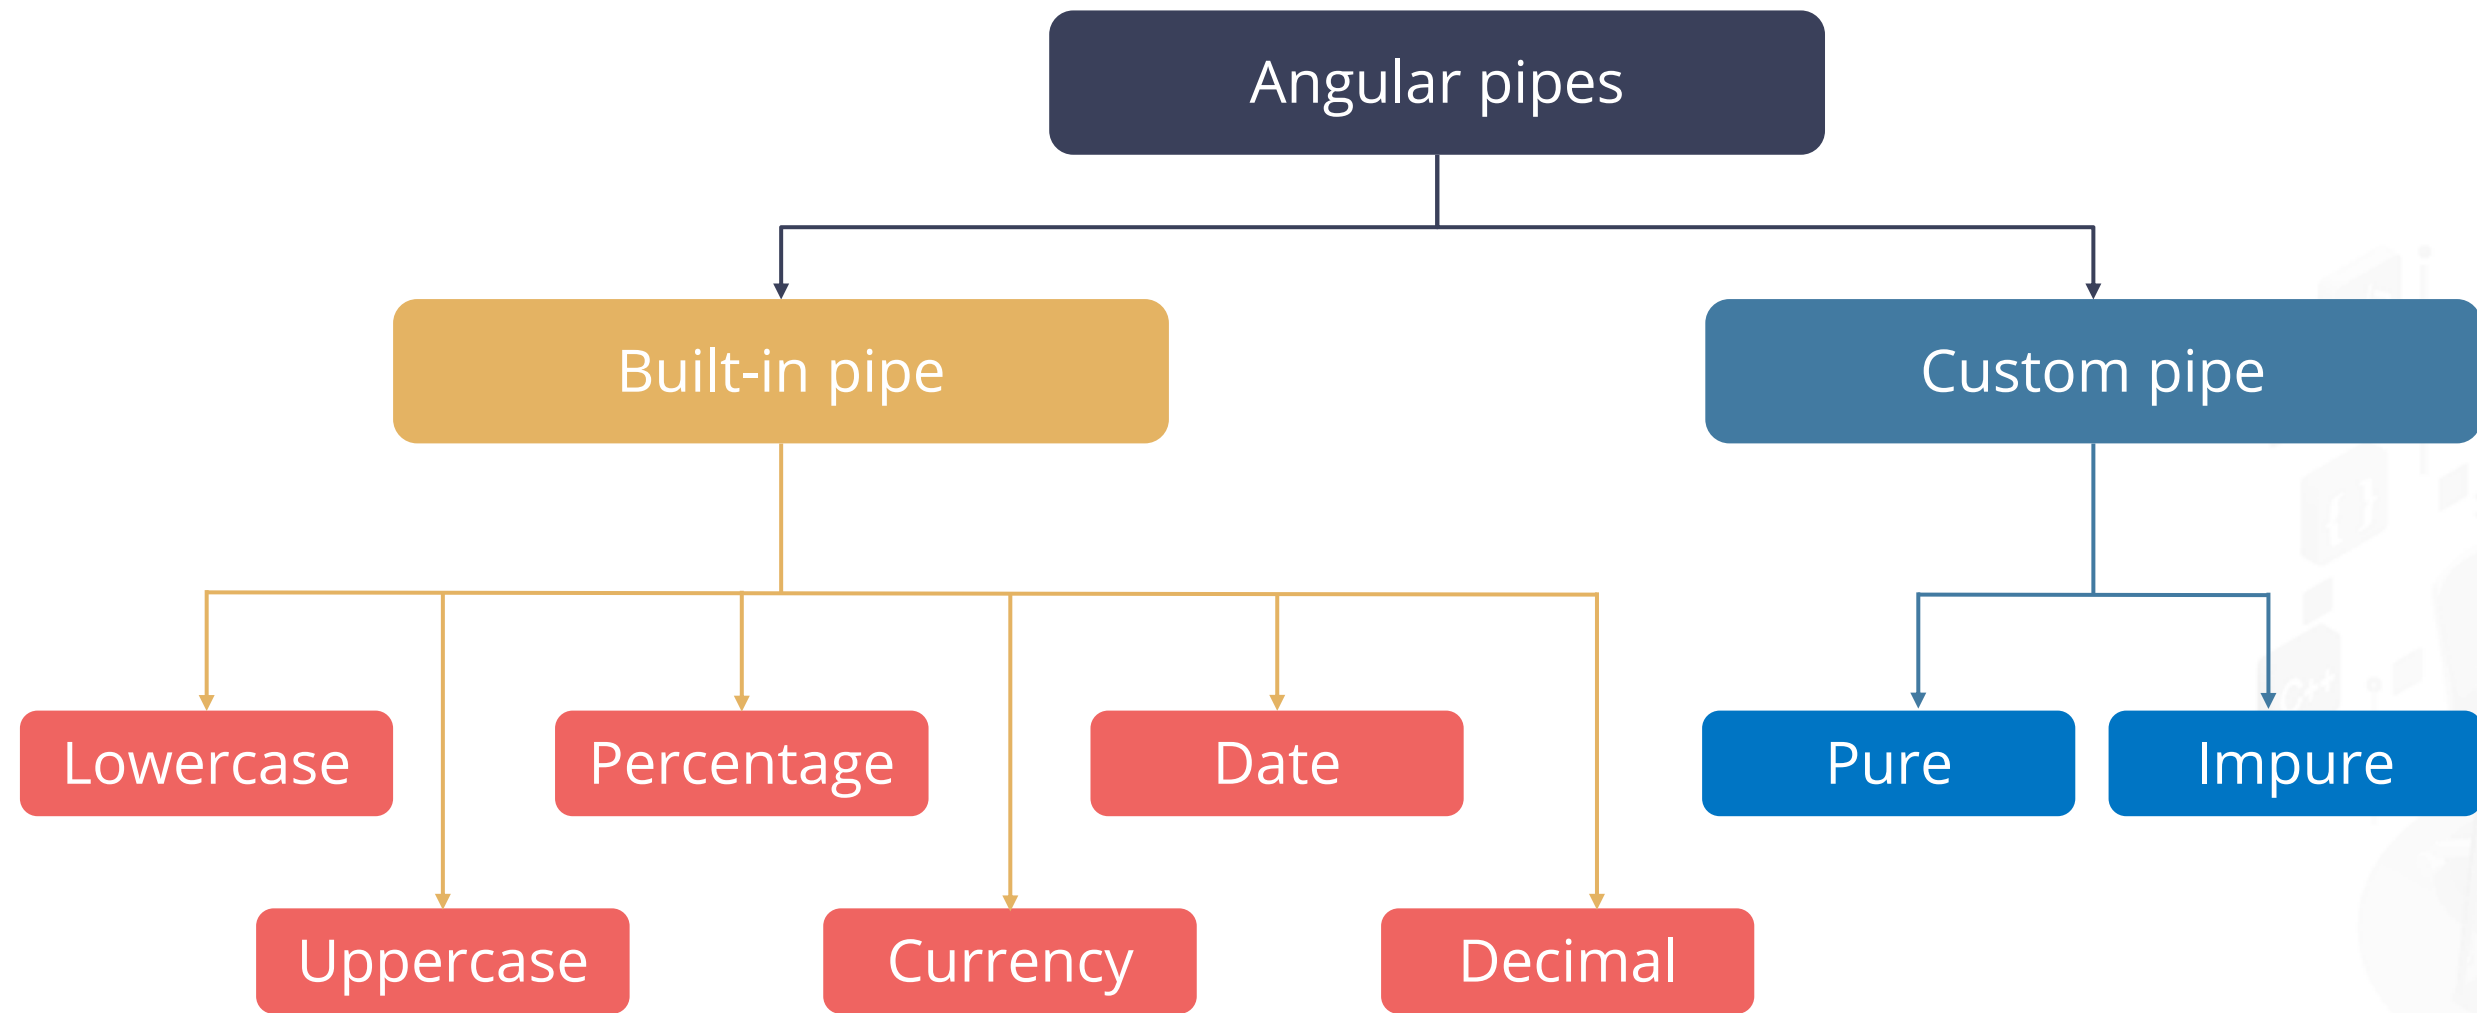 Angular pipes
Built-in pipe
Custom pipe
Lowercase
Percentage
Date
Pure
Impure
Uppercase
Currency
Decimal
{ }
C++